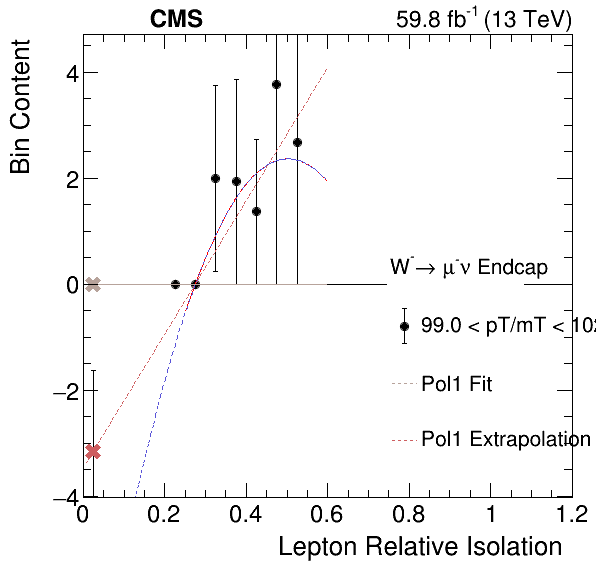 CMS 59.8 fb⁻¹ (13 TeV)
Bin Content
4
2
0
−2
−4
W⁻→ μ⁻ν Endcap
99.0 < pT/mT < 102
Pol1 Fit
Pol1 Extrapolation
0 0.2 0.4 0.6 0.8 1 1.2
Lepton Relative Isolation